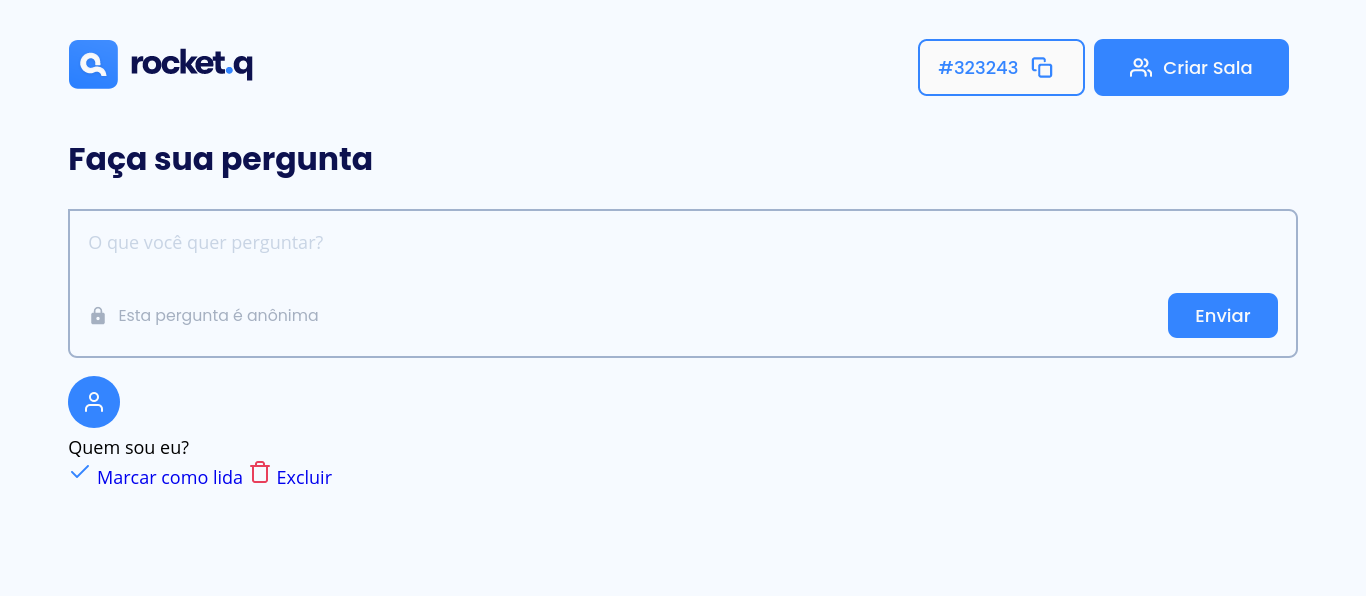 rocket.q
#323243
Criar Sala
Faça sua pergunta
O que você quer perguntar?
Esta pergunta é anônima
Enviar
Quem sou eu?
Marcar como lida Excluir